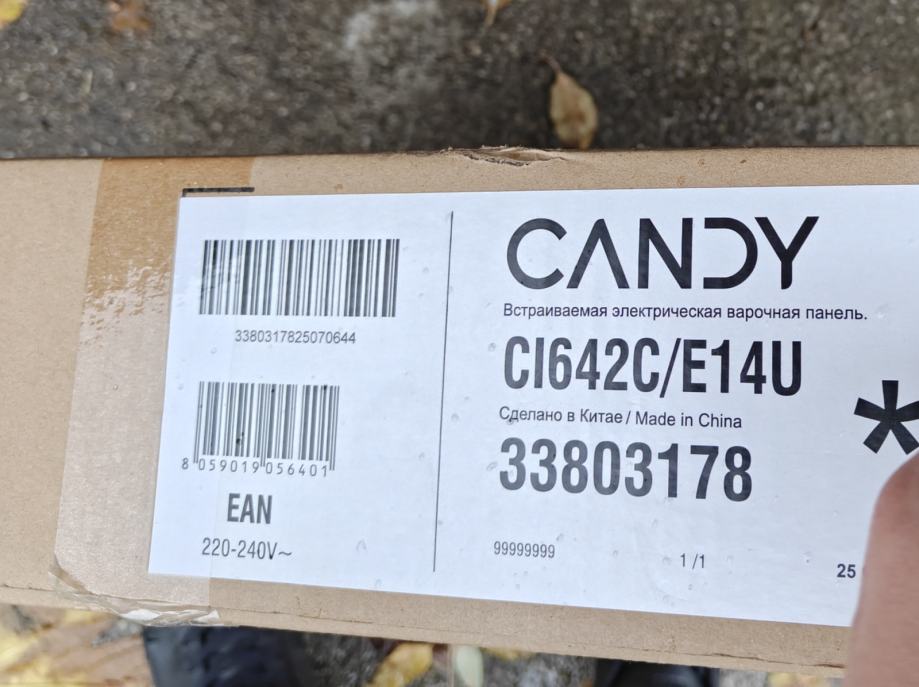 3380317825070644
8 059019 056401
EAN
220-240V~
CANDY
Встраиваемая электрическая варочная панель.
CI642C/E14U
Сделано в Китае / Made in China
33803178
*
99999999
1 /1
25